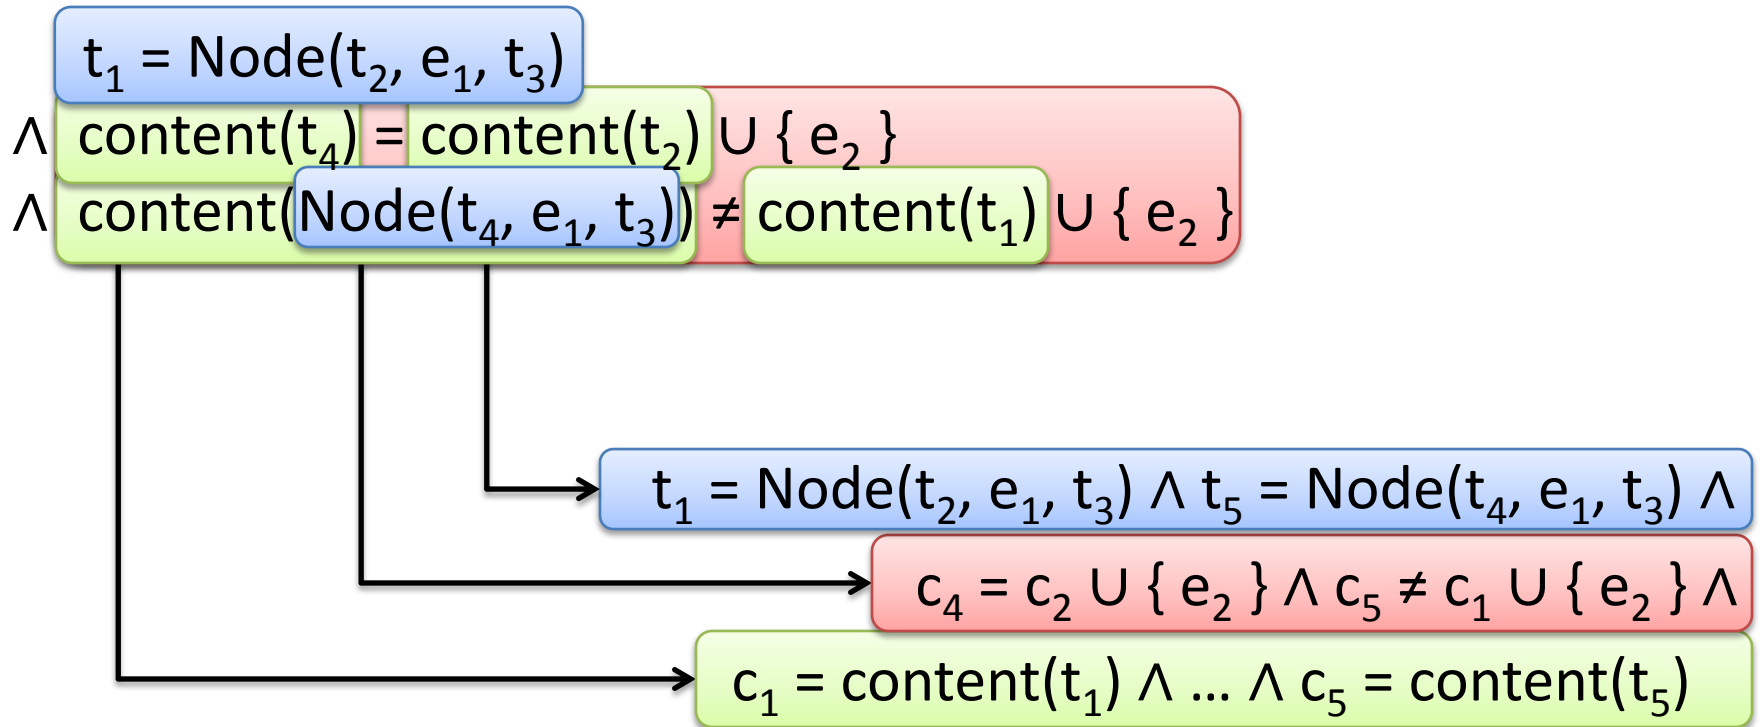 t₁ = Node(t₂, e₁, t₃)
∧ content(t₄) = content(t₂) ∪ { e₂ }
∧ content(Node(t₄, e₁, t₃)) ≠ content(t₁) ∪ { e₂ }
t₁ = Node(t₂, e₁, t₃) ∧ t₅ = Node(t₄, e₁, t₃) ∧
c₄ = c₂ ∪ { e₂ } ∧ c₅ ≠ c₁ ∪ { e₂ } ∧
c₁ = content(t₁) ∧ … ∧ c₅ = content(t₅)